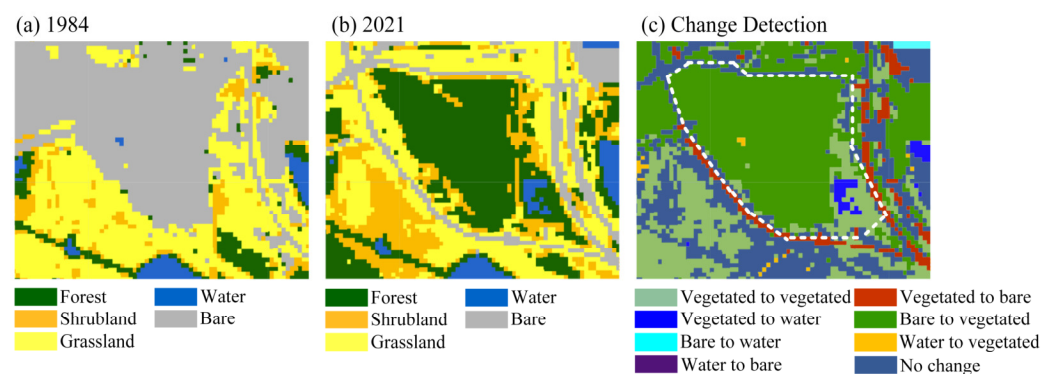 (a) 1984
(b) 2021
(c) Change Detection
Forest
Water
Shrubland
Bare
Grassland
Forest
Water
Shrubland
Bare
Grassland
Vegetated to vegetated
Vegetated to bare
Vegetated to water
Bare to vegetated
Bare to water
Water to vegetated
Water to bare
No change